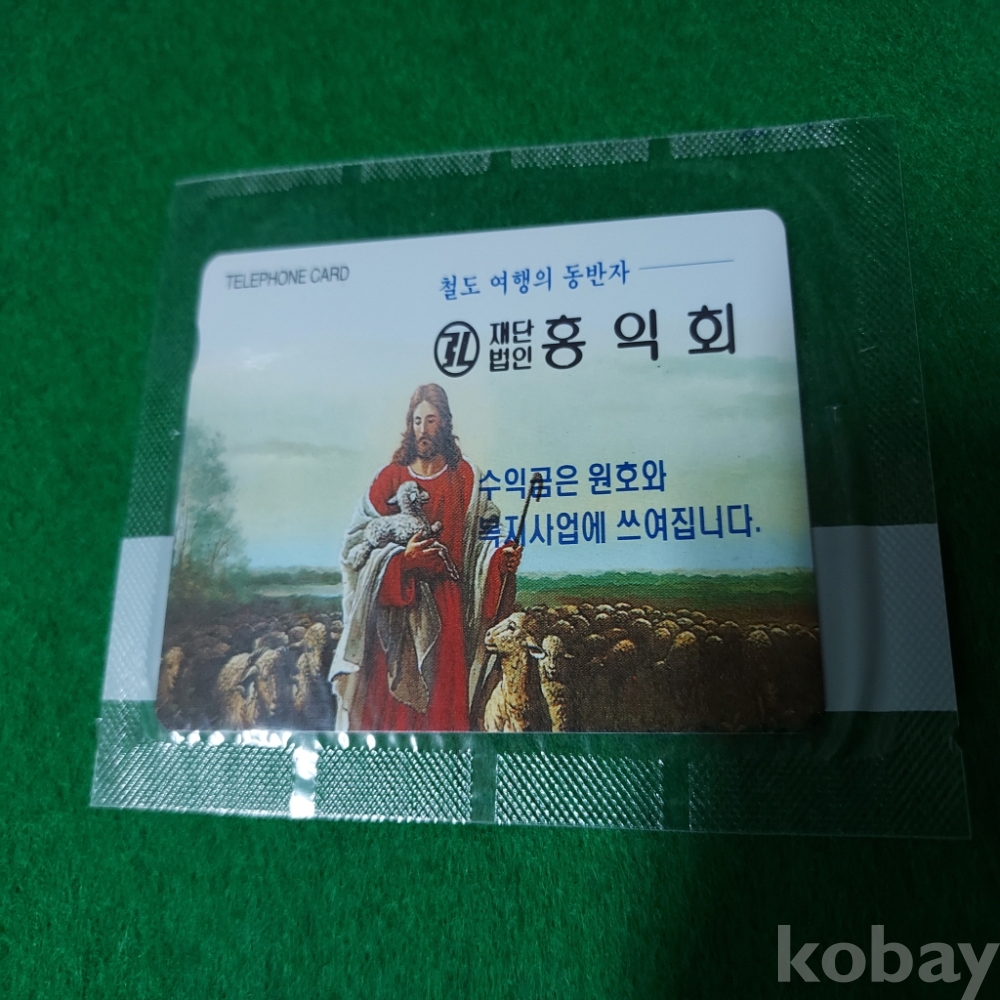 TELEPHONE CARD
철도 여행의 동반자
재단법인 홍익회
수익금은 원호와
복지사업에 쓰여집니다.
kobay